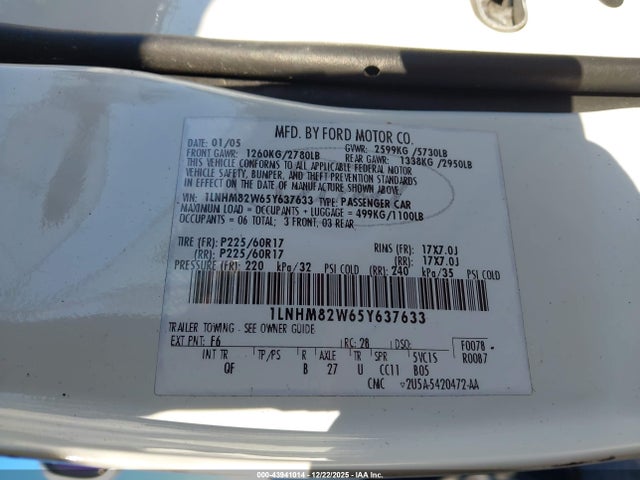 MFD. BY FORD MOTOR CO.
DATE: 01/05 GVWR: 2599KG /5730LB
FRONT GAWR: 1260KG/2780LB REAR GAWR: 1338KG /2950LB
THIS VEHICLE CONFORMS TO ALL APPLICABLE FEDERAL MOTOR
VEHICLE SAFETY, BUMPER, AND THEFT PREVENTION STANDARDS
IN EFFECT ON THE DATE OF MANUFACTURE SHOWN ABOVE.
VIN: 1LNHM82W65Y637633 TYPE: PASSENGER CAR
MAXIMUM LOAD = OCCUPANTS + LUGGAGE = 499KG/1100LB
OCCUPANTS = 06 TOTAL; 3 FRONT, 03 REAR
TIRE (FR): P225/60R17 RINS (FR): 17X7.0J
(RR): P225/60R17 (RR): 17X7.0J
PRESSURE (FR): 220 kPa/32 PSI COLD (RR): 240 kPa/35 PSI COLD
1LNHM82W65Y637633
TRAILER TOWING - SEE OWNER GUIDE
EXT PNT: F6 RC: 28 DSO: F0078
INT TR TP/PS R AXLE TR SPR 5VC15 R0087
QF B 27 U CC11 B05
CMC ▽2U5A-5420472-AA
000-43941014 - 12/22/2025 - IAA Inc.